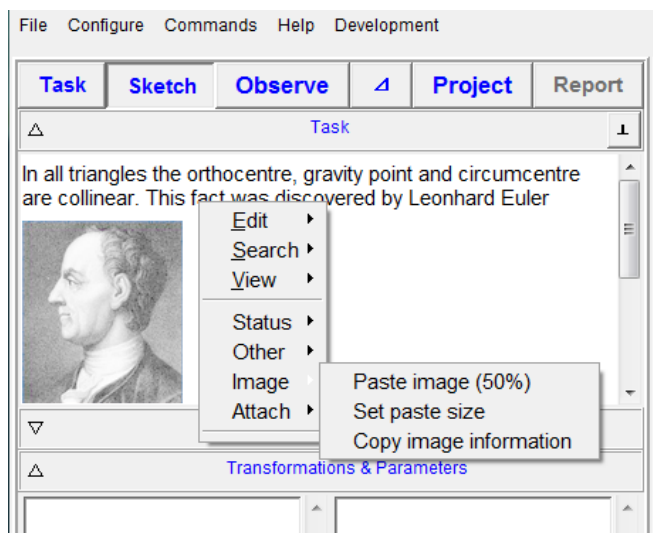 File Configure Commands Help Development
Task Sketch Observe ⊿ Project Report
Task
In all triangles the orthocentre, gravity point and circumcentre
are collinear. This fact was discovered by Leonhard Euler
Edit
Search
View
Status
Other
Image
Attach
Paste image (50%)
Set paste size
Copy image information
Transformations & Parameters